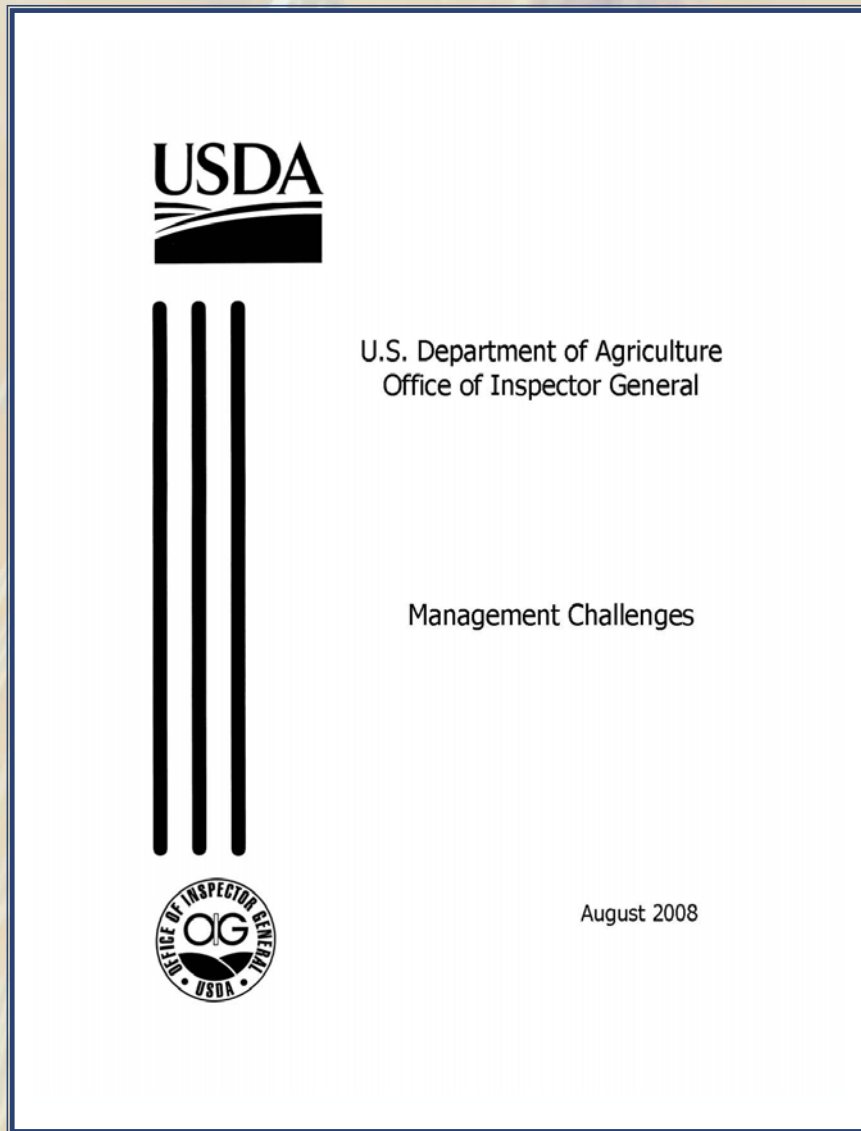 USDA
U.S. Department of Agriculture
Office of Inspector General
Management Challenges
August 2008
OFFICE OF INSPECTOR GENERAL
OIG
• USDA •